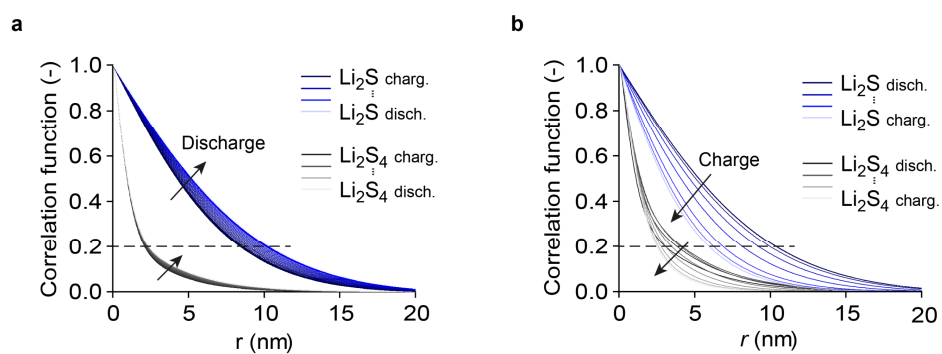 a
b
Correlation function (-)
1.0
0.8
0.6
0.4
0.2
0.0
0
5
10
15
20
r (nm)
Discharge
Li₂S charg.
Li₂S disch.
Li₂S₄ charg.
Li₂S₄ disch.
Correlation function (-)
1.0
0.8
0.6
0.4
0.2
0.0
0
5
10
15
20
r (nm)
Charge
Li₂S disch.
Li₂S charg.
Li₂S₄ disch.
Li₂S₄ charg.